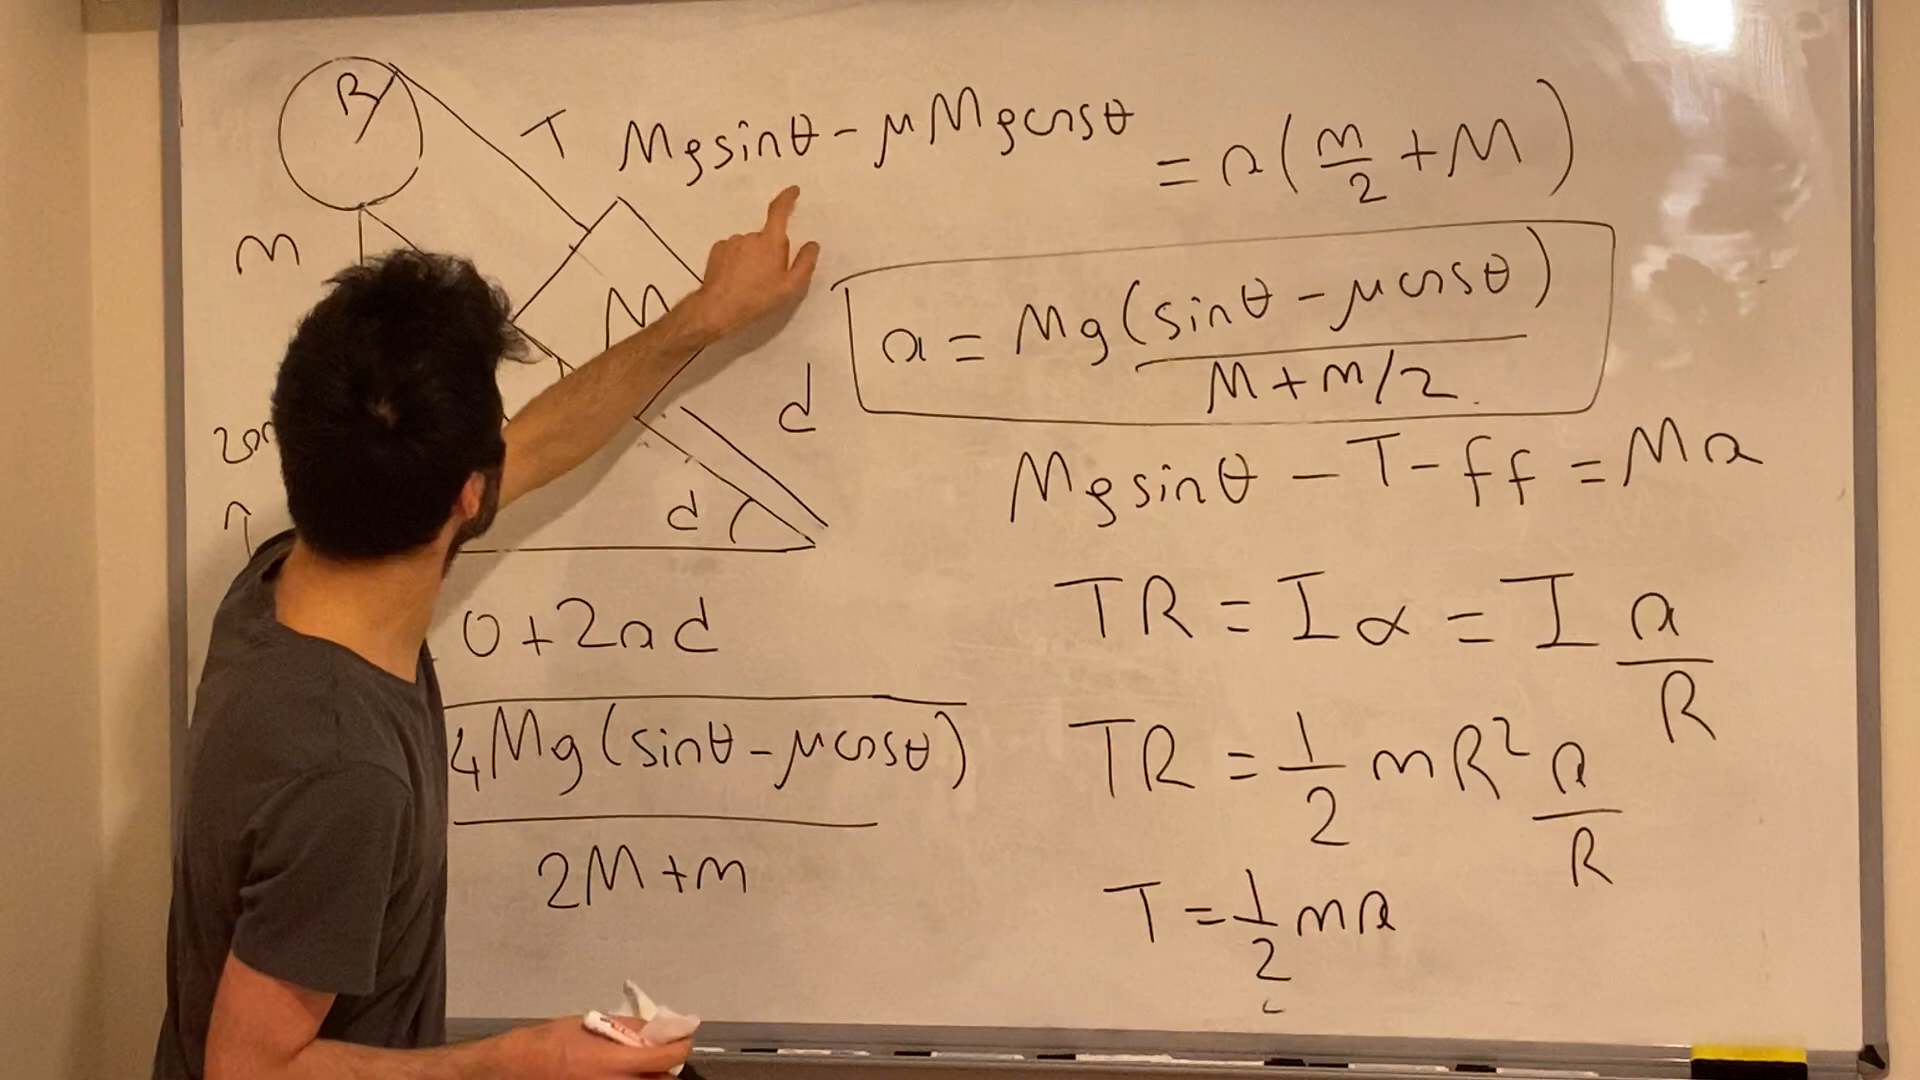 R
T
Mgsinθ - μMgcosθ = a(m/2 + M)
m
M
a = Mg(sinθ - μcosθ) / M + m/2
d
Mgsinθ - T - ff = Ma
d
TR = Iα = I a/R
0 + 2ad
4Mg(sinθ - μcosθ) / 2M + m
TR = 1/2 mR² a/R
T = 1/2 ma